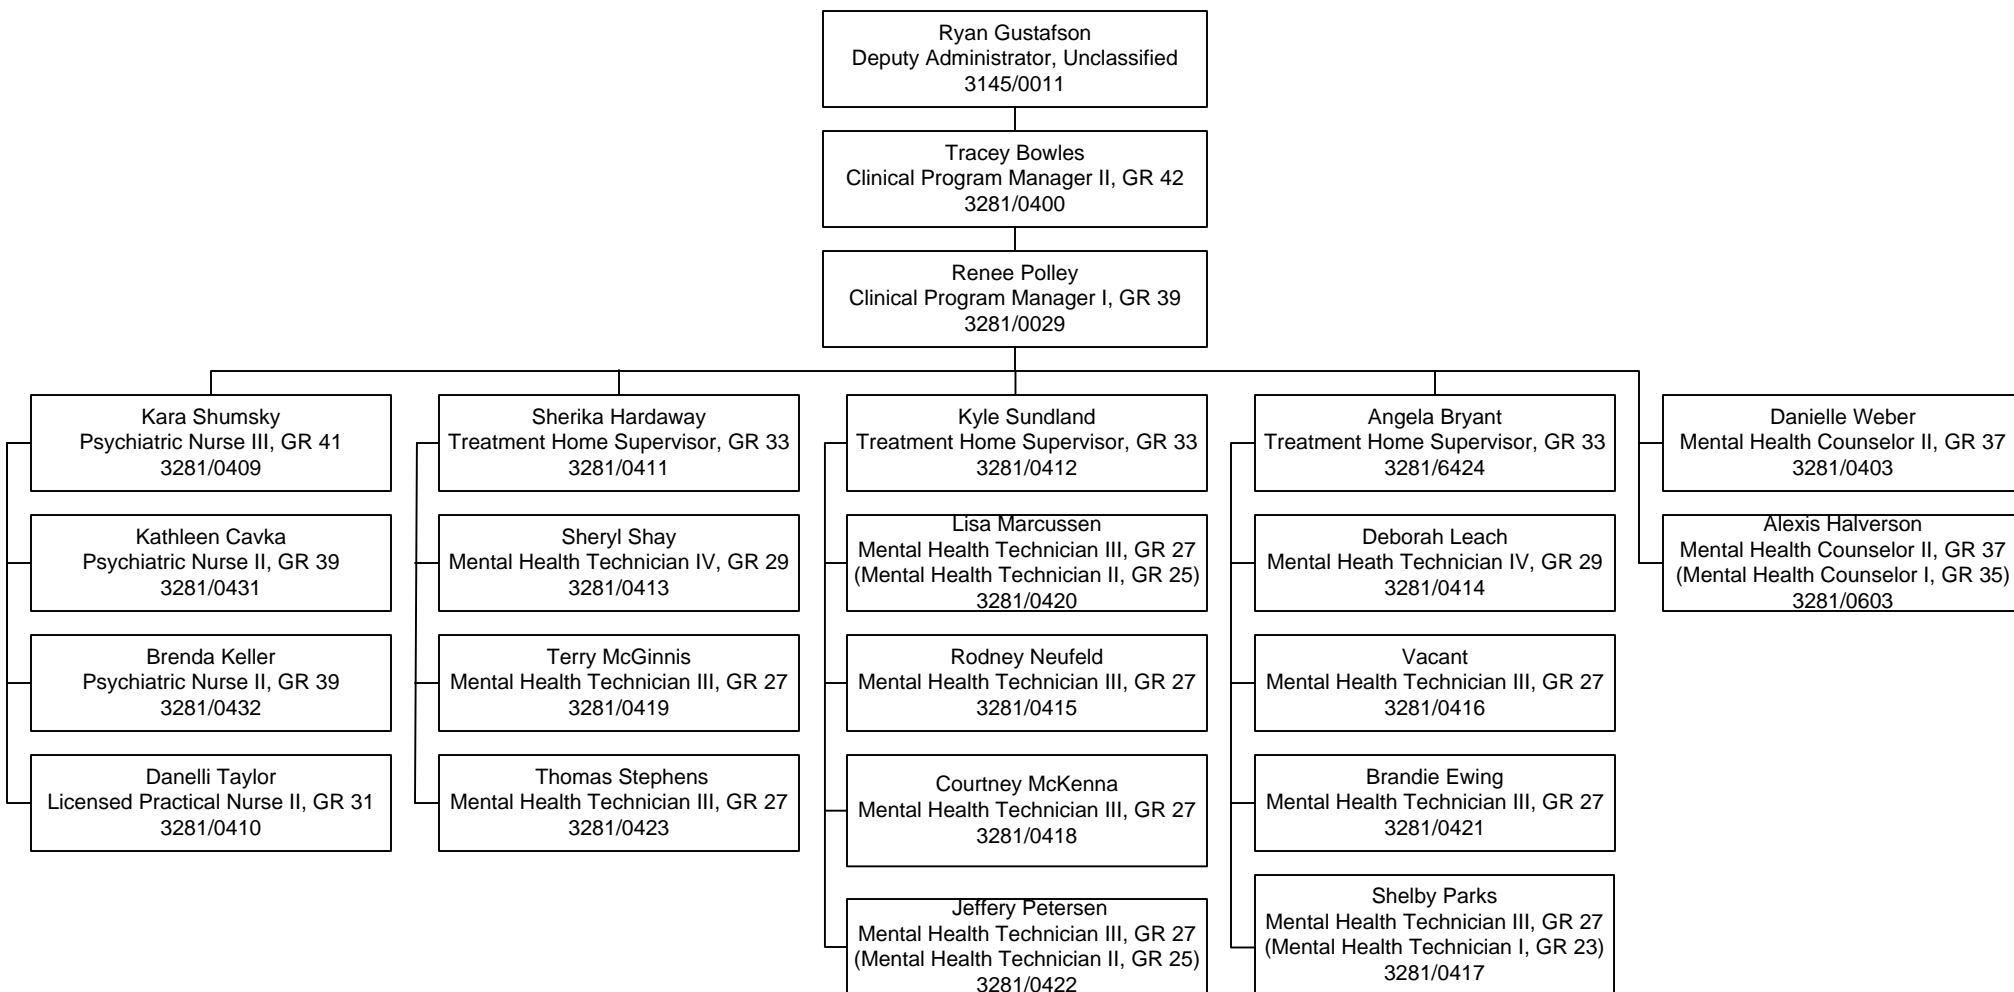 Ryan Gustafson
Deputy Administrator, Unclassified
3145/0011
Tracey Bowles
Clinical Program Manager II, GR 42
3281/0400
Renee Polley
Clinical Program Manager I, GR 39
3281/0029
Kara Shumsky
Psychiatric Nurse III, GR 41
3281/0409
Kathleen Cavka
Psychiatric Nurse II, GR 39
3281/0431
Brenda Keller
Psychiatric Nurse II, GR 39
3281/0432
Danelli Taylor
Licensed Practical Nurse II, GR 31
3281/0410
Sherika Hardaway
Treatment Home Supervisor, GR 33
3281/0411
Sheryl Shay
Mental Health Technician IV, GR 29
3281/0413
Terry McGinnis
Mental Health Technician III, GR 27
3281/0419
Thomas Stephens
Mental Health Technician III, GR 27
3281/0423
Kyle Sundland
Treatment Home Supervisor, GR 33
3281/0412
Lisa Marcussen
Mental Health Technician III, GR 27
(Mental Health Technician II, GR 25)
3281/0420
Rodney Neufeld
Mental Health Technician III, GR 27
3281/0415
Courtney McKenna
Mental Health Technician III, GR 27
3281/0418
Jeffery Petersen
Mental Health Technician III, GR 27
(Mental Health Technician II, GR 25)
3281/0422
Angela Bryant
Treatment Home Supervisor, GR 33
3281/6424
Deborah Leach
Mental Heath Technician IV, GR 29
3281/0414
Vacant
Mental Health Technician III, GR 27
3281/0416
Brandie Ewing
Mental Health Technician III, GR 27
3281/0421
Shelby Parks
Mental Health Technician III, GR 27
(Mental Health Technician I, GR 23)
3281/0417
Danielle Weber
Mental Health Counselor II, GR 37
3281/0403
Alexis Halverson
Mental Health Counselor II, GR 37
(Mental Health Counselor I, GR 35)
3281/0603